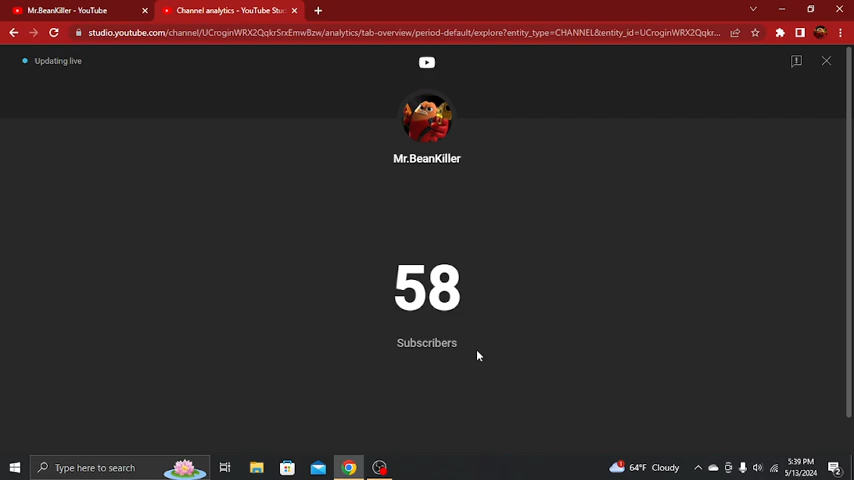 Mr.BeanKiller - YouTube
Channel analytics - YouTube Stu
studio.youtube.com/channel/UCroginWRX2QqkrSrxEmwBzw/analytics/tab-overview/period-default/explore?entity_type=CHANNEL&entity_id=UCroginWRX2Qqkr...
Updating live
Mr.BeanKiller
58
Subscribers
Type here to search
64°F Cloudy
5:39 PM
5/13/2024
2